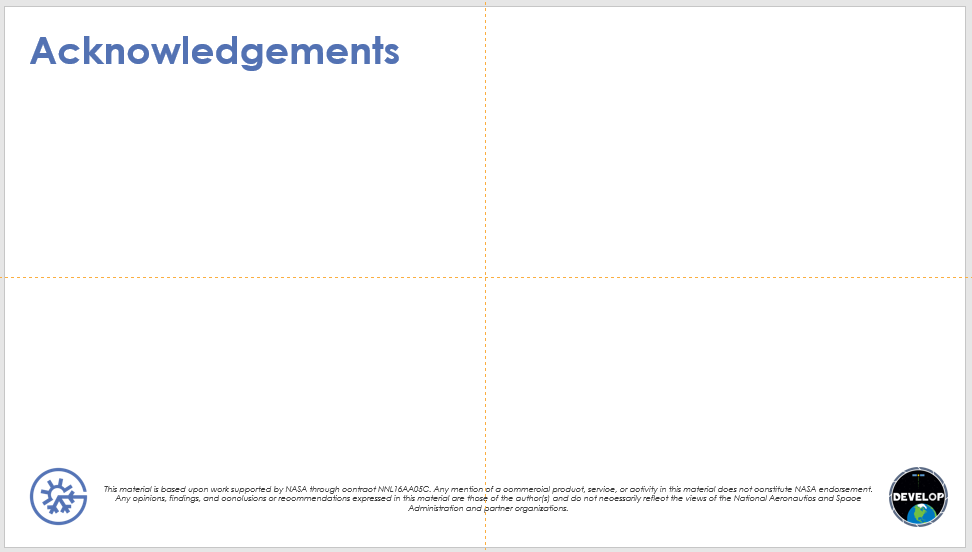 Acknowledgements
This material is based upon work supported by NASA through contract NNL16AA05C. Any mention of a commercial product, service, or activity in this material does not constitute NASA endorsement.
Any opinions, findings, and conclusions or recommendations expressed in this material are those of the author(s) and do not necessarily reflect the views of the National Aeronautics and Space
Administration and partner organizations.
DEVELOP